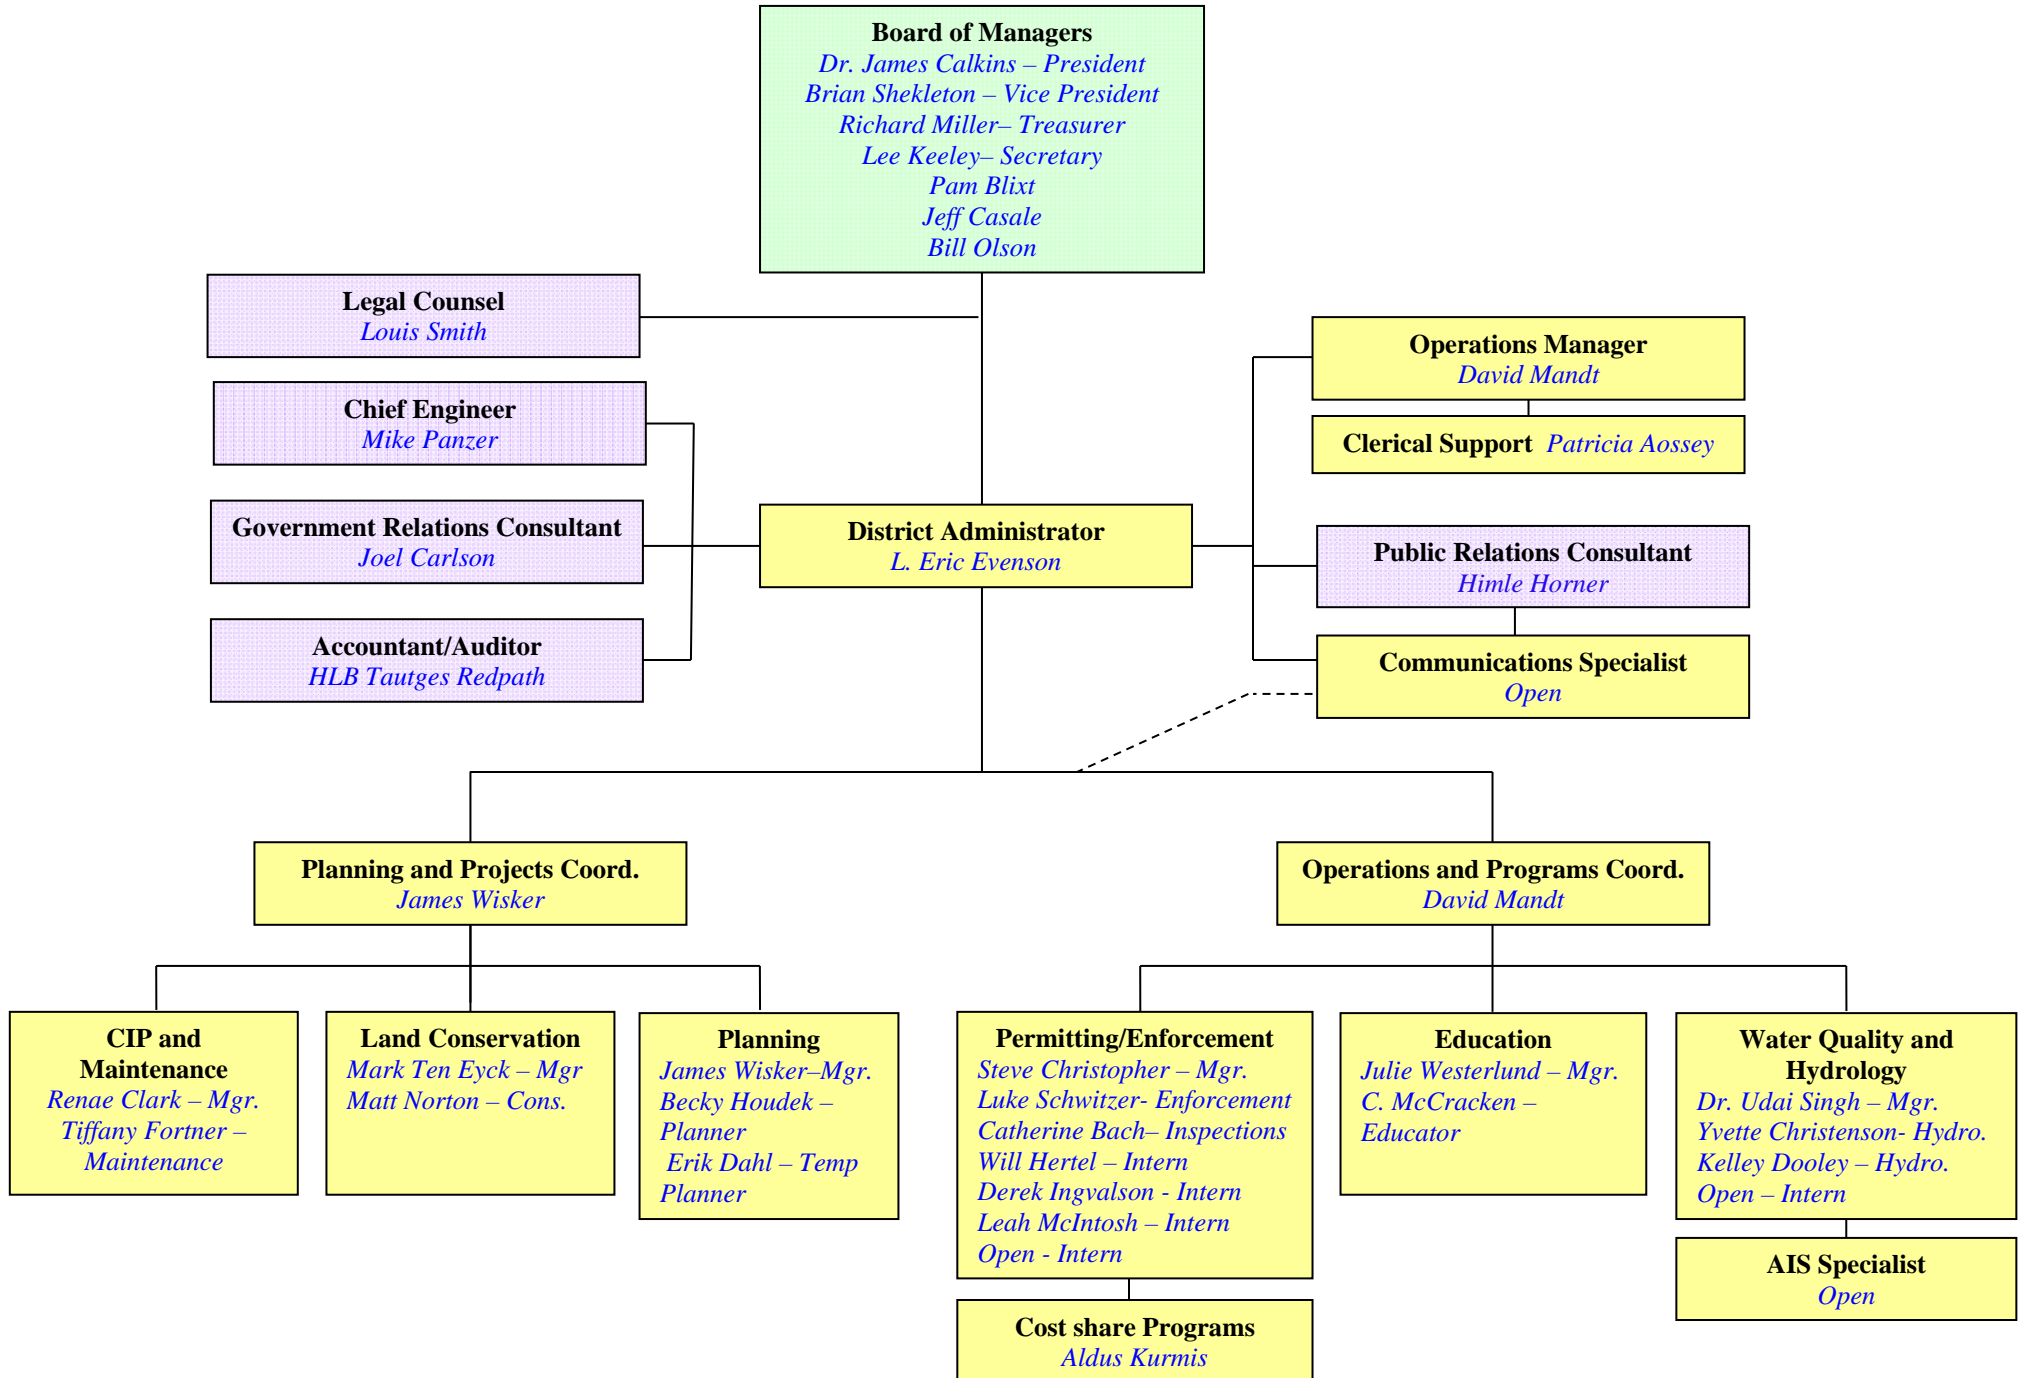 Board of Managers
Dr. James Calkins – President
Brian Shekleton – Vice President
Richard Miller– Treasurer
Lee Keeley– Secretary
Pam Blixt
Jeff Casale
Bill Olson
Legal Counsel
Louis Smith
Chief Engineer
Mike Panzer
Government Relations Consultant
Joel Carlson
Accountant/Auditor
HLB Tautges Redpath
District Administrator
L. Eric Evenson
Operations Manager
David Mandt
Clerical Support Patricia Aossey
Public Relations Consultant
Himle Horner
Communications Specialist
Open
Planning and Projects Coord.
James Wisker
Operations and Programs Coord.
David Mandt
CIP and
Maintenance
Renae Clark – Mgr.
Tiffany Fortner –
Maintenance
Land Conservation
Mark Ten Eyck – Mgr
Matt Norton – Cons.
Planning
James Wisker–Mgr.
Becky Houdek –
Planner
Erik Dahl – Temp
Planner
Permitting/Enforcement
Steve Christopher – Mgr.
Luke Schwitzer- Enforcement
Catherine Bach– Inspections
Will Hertel – Intern
Derek Ingvalson - Intern
Leah McIntosh – Intern
Open - Intern
Cost share Programs
Aldus Kurmis
Education
Julie Westerlund – Mgr.
C. McCracken –
Educator
Water Quality and
Hydrology
Dr. Udai Singh – Mgr.
Yvette Christenson- Hydro.
Kelley Dooley – Hydro.
Open – Intern
AIS Specialist
Open